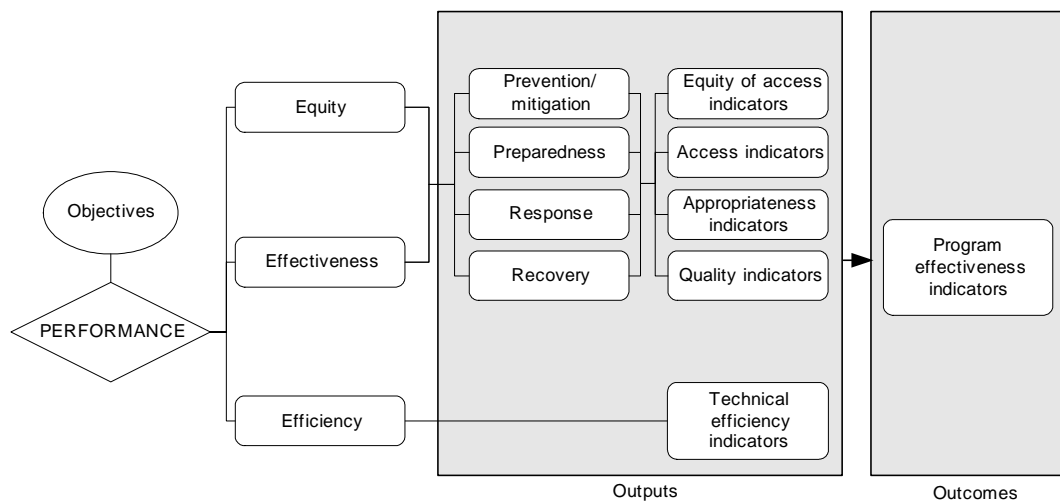 Objectives
PERFORMANCE
Equity
Effectiveness
Efficiency
Prevention/
mitigation
Preparedness
Response
Recovery
Equity of access
indicators
Access indicators
Appropriateness
indicators
Quality indicators
Technical
efficiency
indicators
Outputs
Program
effectiveness
indicators
Outcomes